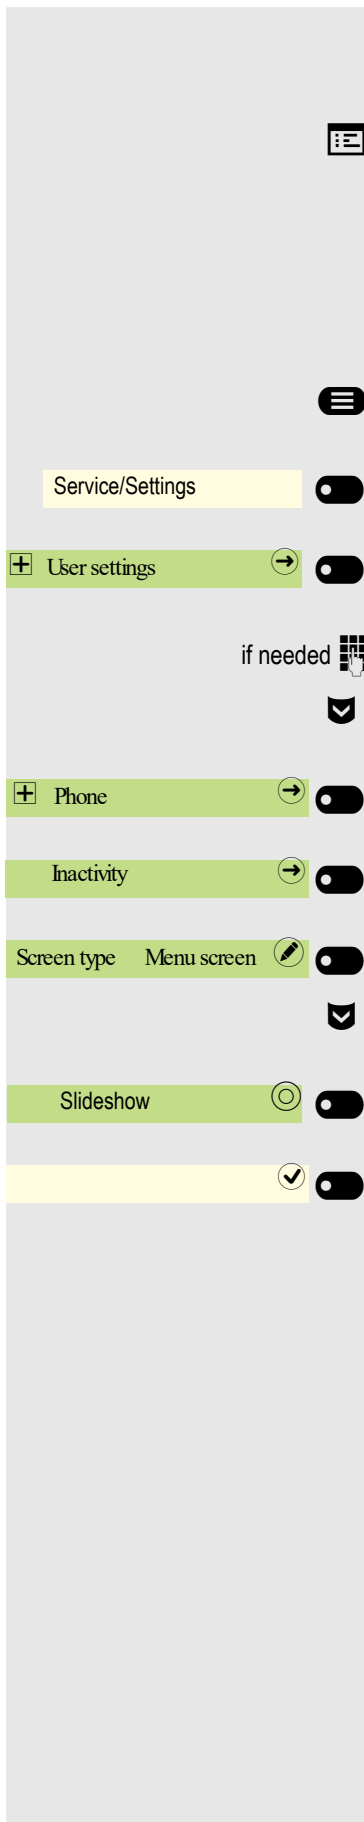 Service/Settings
User settings
if needed
Phone
Inactivity
Screen type Menu screen
Slideshow